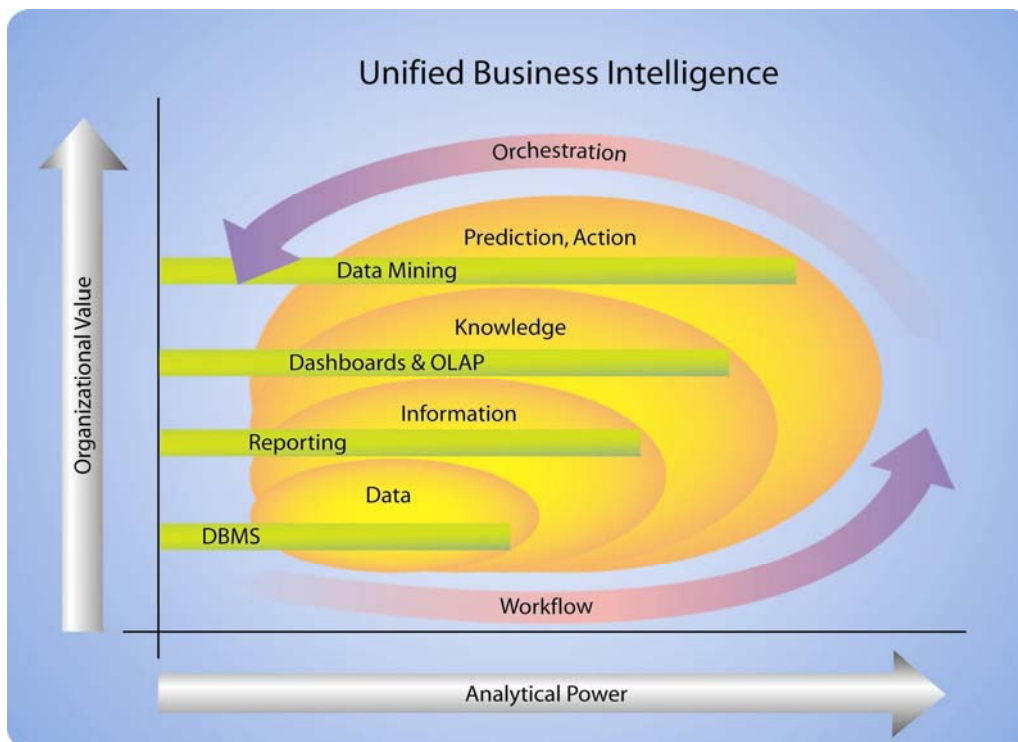 Unified Business Intelligence
Orchestration
Prediction, Action
Data Mining
Knowledge
Dashboards & OLAP
Information
Reporting
Data
DBMS
Workflow
Organizational Value
Analytical Power